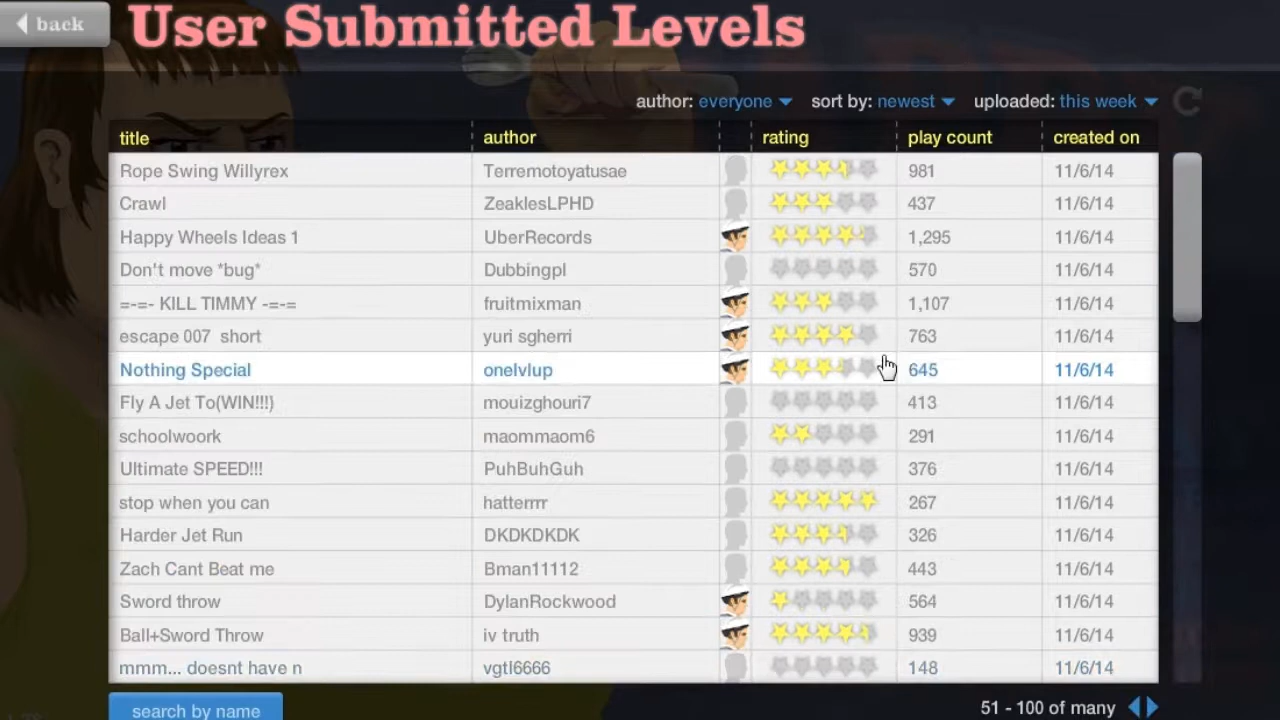 back
User Submitted Levels
author: everyone sort by: newest uploaded: this week
title author rating play count created on
Rope Swing Willyrex Terremotoyatusae 981 11/6/14
Crawl ZeaklesLPHD 437 11/6/14
Happy Wheels Ideas 1 UberRecords 1,295 11/6/14
Don't move *bug* Dubbingpl 570 11/6/14
=-=- KILL TIMMY -=-= fruitmixman 1,107 11/6/14
escape 007 short yuri sgherri 763 11/6/14
Nothing Special onelvlup 645 11/6/14
Fly A Jet To(WIN!!!) mouizghouri7 413 11/6/14
schoolwoork maommaom6 291 11/6/14
Ultimate SPEED!!! PuhBuhGuh 376 11/6/14
stop when you can hatterrrr 267 11/6/14
Harder Jet Run DKDKDKDK 326 11/6/14
Zach Cant Beat me Bman11112 443 11/6/14
Sword throw DylanRockwood 564 11/6/14
Ball+Sword Throw iv truth 939 11/6/14
mmm... doesnt have n vgtl6666 148 11/6/14
search by name 51 - 100 of many